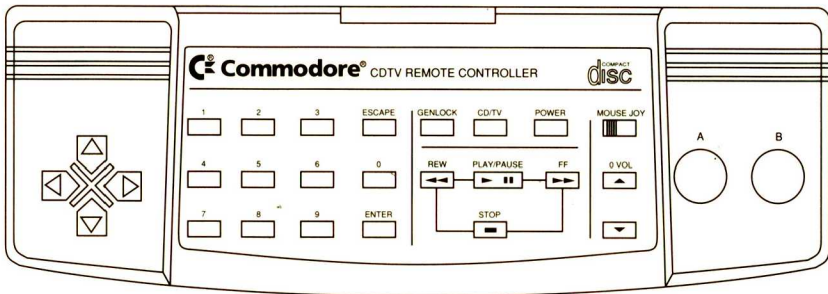 Commodore® CDTV REMOTE CONTROLLER
COMPACT
disc
1 2 3 ESCAPE GENLOCK CD/TV POWER MOUSE JOY
A B
4 5 6 0 REW PLAY/PAUSE FF 0 VOL
7 8 9 ENTER STOP